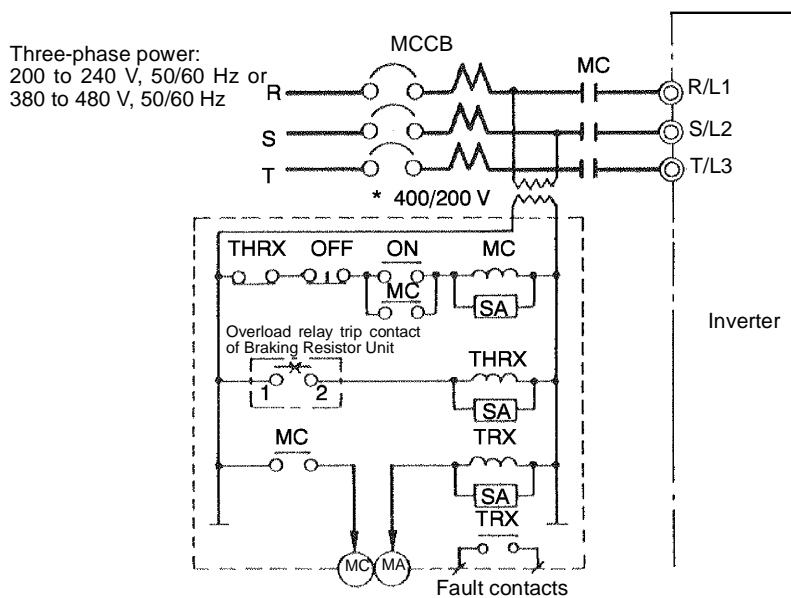 Three-phase power:
200 to 240 V, 50/60 Hz or
380 to 480 V, 50/60 Hz
MCCB
MC
R
R/L1
S
S/L2
T
T/L3
* 400/200 V
THRX OFF ON MC
MC
SA
Overload relay trip contact
of Braking Resistor Unit
Inverter
THRX
1 2
SA
MC
TRX
SA
TRX
MC MA
Fault contacts